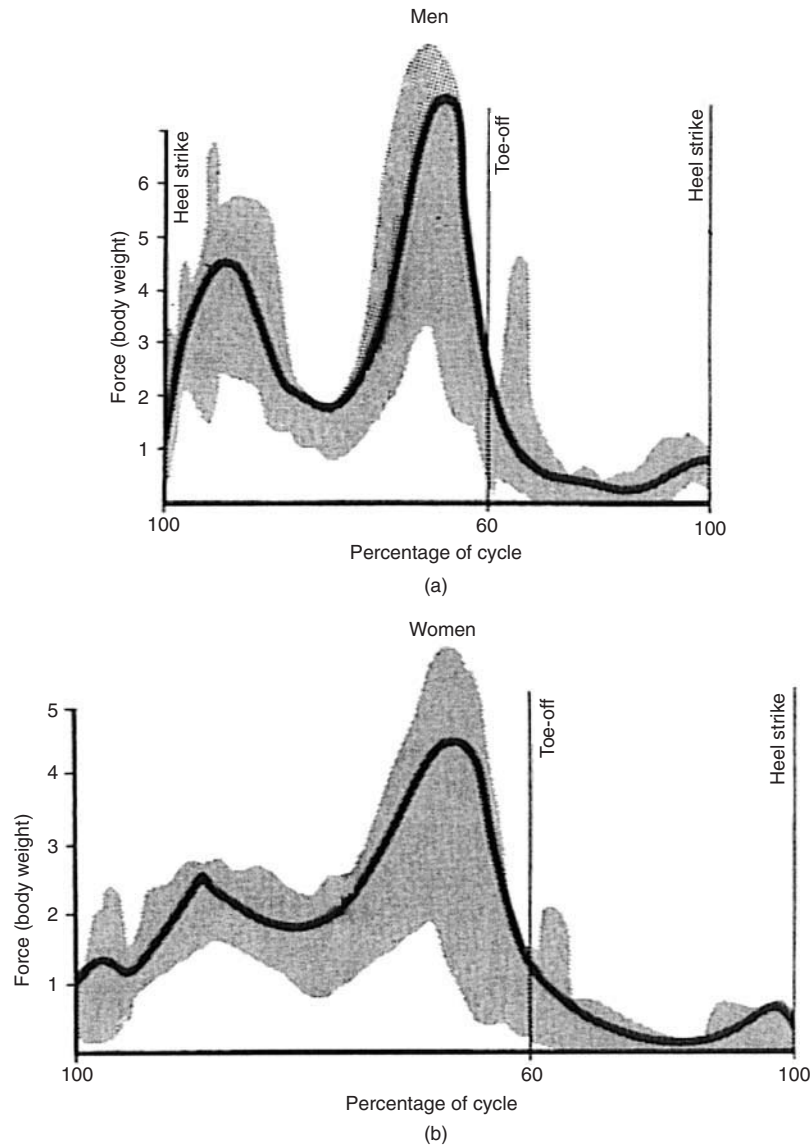 Men
Force (body weight)
6
5
4
3
2
1
Heel strike
Toe-off
Heel strike
100
60
100
Percentage of cycle
(a)
Women
Force (body weight)
5
4
3
2
1
Toe-off
Heel strike
100
60
100
Percentage of cycle
(b)